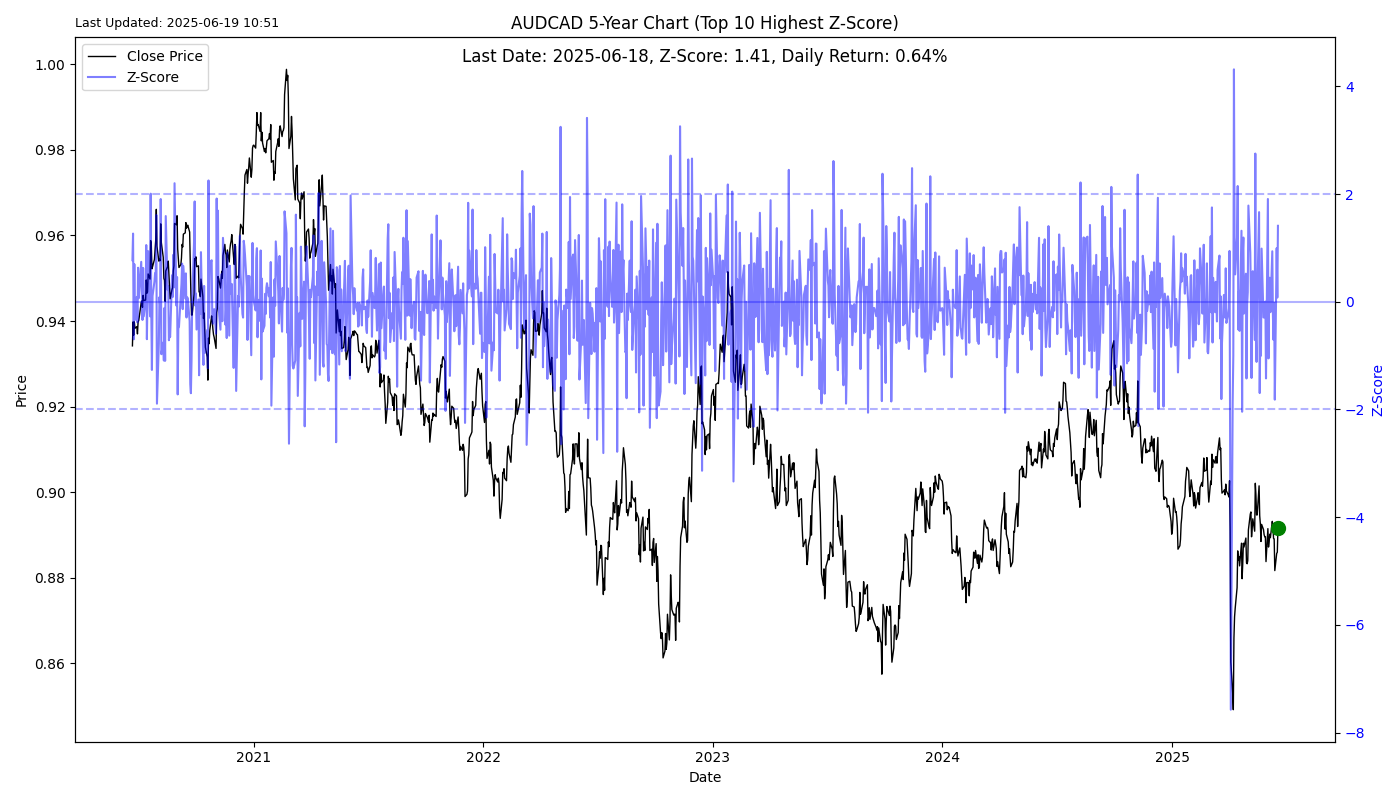 Last Updated: 2025-06-19 10:51
AUDCAD 5-Year Chart (Top 10 Highest Z-Score)
Last Date: 2025-06-18, Z-Score: 1.41, Daily Return: 0.64%
Close Price
Z-Score
1.00
0.98
0.96
0.94
0.92
0.90
0.88
0.86
Price
4
2
0
−2
−4
−6
−8
Z-Score
2021
2022
2023
2024
2025
Date